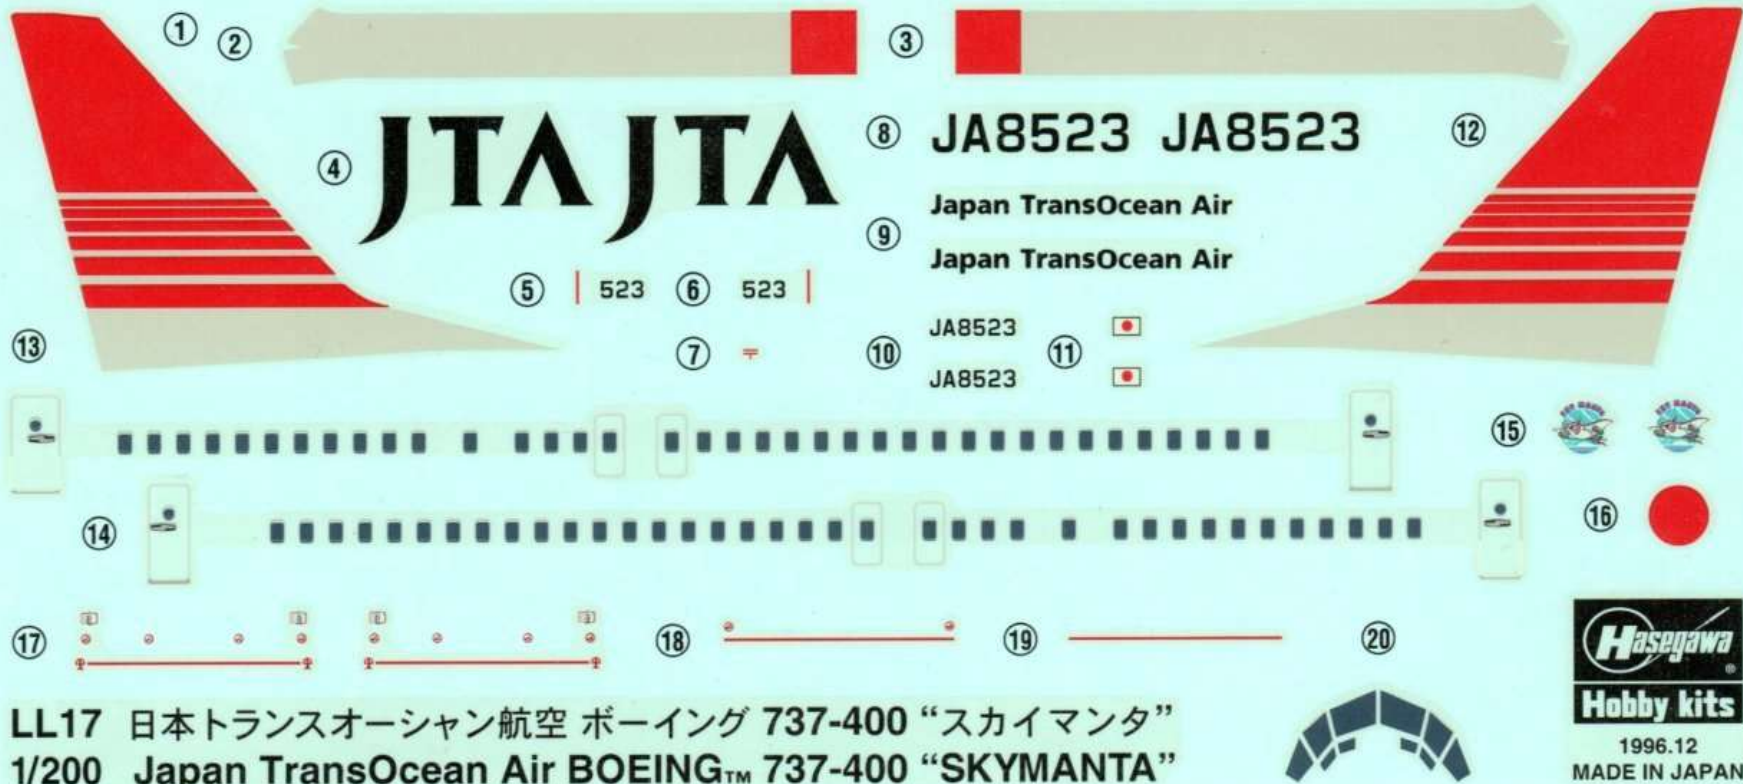 ① ② ③
④ JTA JTA
⑧ JA8523 JA8523
⑫
⑨ Japan TransOcean Air
Japan TransOcean Air
⑤ 523 ⑥ 523
⑦ 〒
⑩ JA8523 ⑪
JA8523
⑬
⑭
⑮
⑯
⑰ ⑱ ⑲ ⑳
LL17 日本トランスオーシャン航空 ボーイング 737-400 “スカイマンタ”
1/200 Japan TransOcean Air BOEING™ 737-400 “SKYMANTA”
Hasegawa®
Hobby kits
1996.12
MADE IN JAPAN